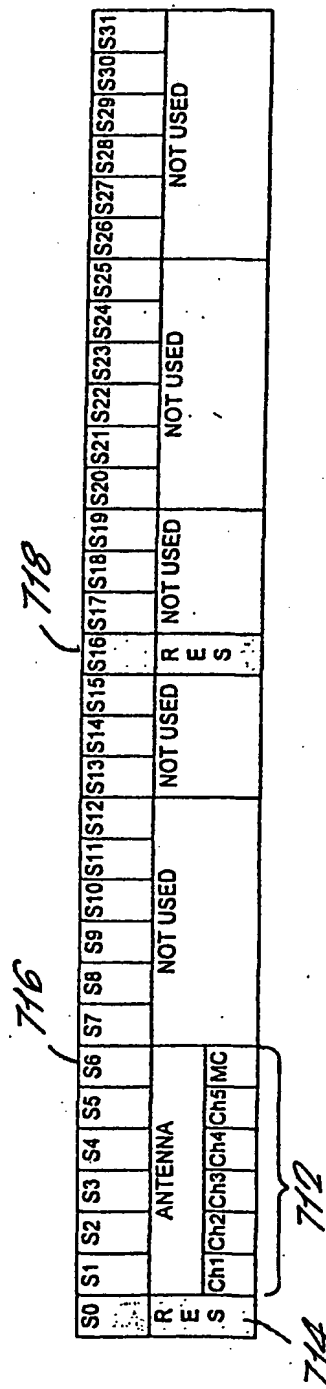 716 718
S0 S1 S2 S3 S4 S5 S6 S7 S8 S9 S10 S11 S12 S13 S14 S15 S16 S17 S18 S19 S20 S21 S22 S23 S24 S25 S26 S27 S28 S29 S30 S31
RES ANTENNA NOT USED NOT USED RES NOT USED NOT USED NOT USED
Ch1 Ch2 Ch3 Ch4 Ch5 MC
714 712